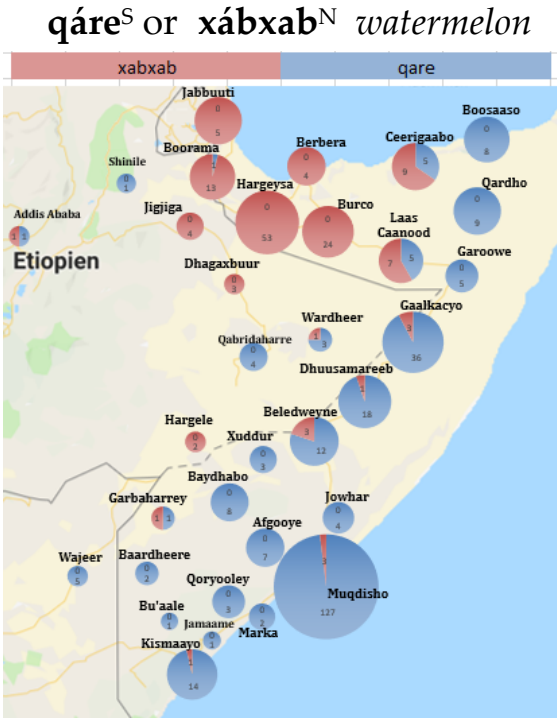 qáreˢ or xábxabᴺ watermelon
xabxab qare
Jabbuuti
0
5
Boosaaso
0
8
Ceerigaabo
5
9
Berbera
0
4
Boorama
1
13
Shinile
0
1
Qardho
0
9
Hargeysa
0
53
Burco
0
24
Jigjiga
0
4
Addis Ababa
1 1
Etiopien
Laas
Caanood
5
7
Garoowe
0
5
Dhagaxbuur
0
3
Gaalkacyo
3
36
Wardheer
1
3
Qabridaharre
0
4
Dhuusamareeb
1
18
Beledweyne
3
12
Hargele
0
2
Xuddur
0
3
Baydhabo
0
8
Garbaharrey
1 1
Jowhar
0
4
Afgooye
0
7
Muqdisho
3
127
Wajeer
0
5
Baardheere
0
2
Qoryooley
0
3
Bu'aale
0
1
Marka
0
2
Jamaame
0
1
Kismaayo
1
14